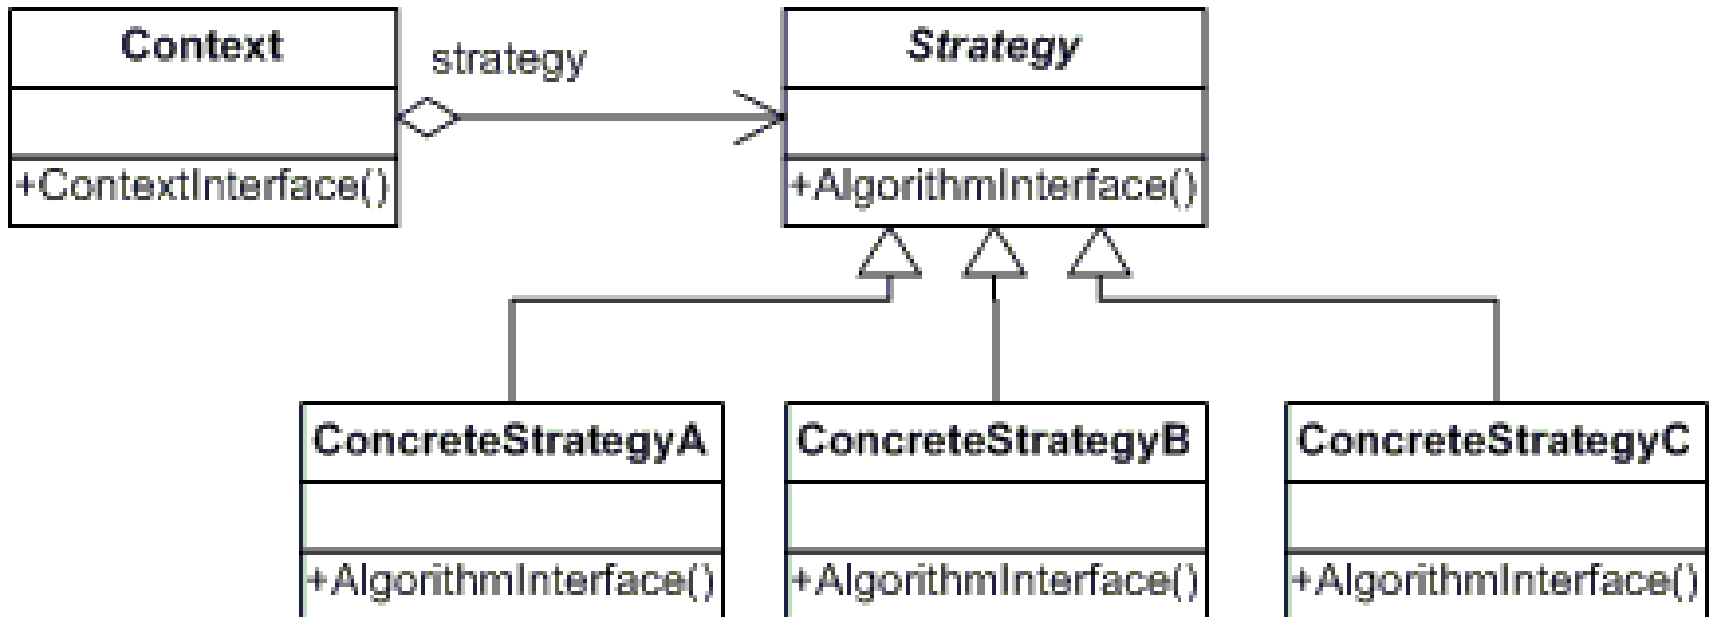 Context
strategy
Strategy
+ContextInterface()
+AlgorithmInterface()
ConcreteStrategyA
ConcreteStrategyB
ConcreteStrategyC
+AlgorithmInterface()
+AlgorithmInterface()
+AlgorithmInterface()